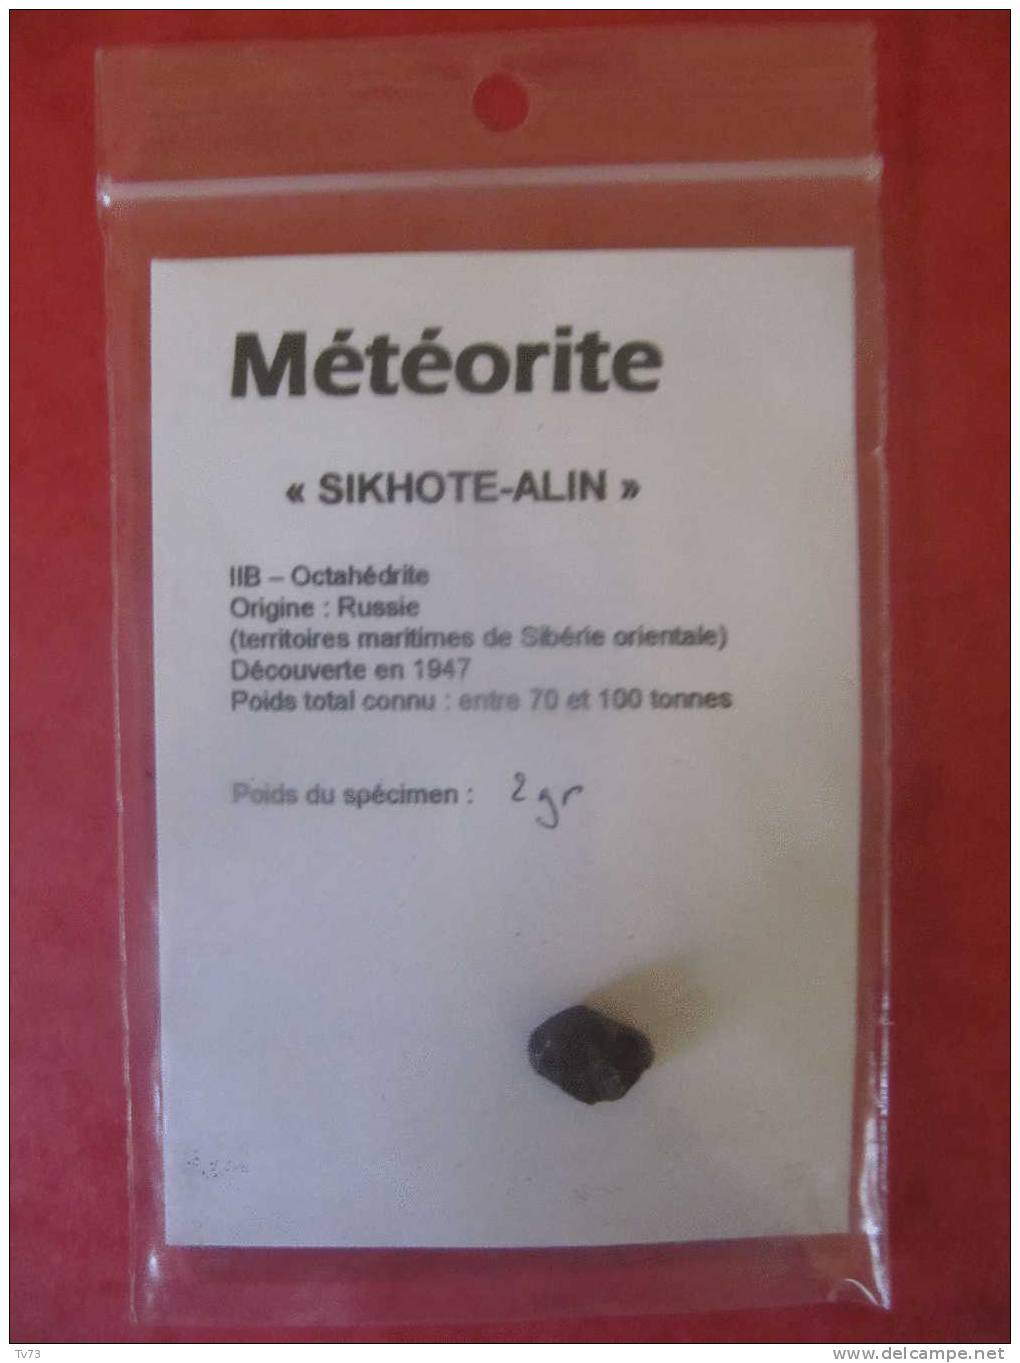 Météorite
« SIKHOTE-ALIN »
IIB – Octahédrite
Origine : Russie
(territoires maritimes de Sibérie orientale)
Découverte en 1947
Poids total connu : entre 70 et 100 tonnes
Poids du spécimen : 2 gr
Tv73
www.delcampe.net